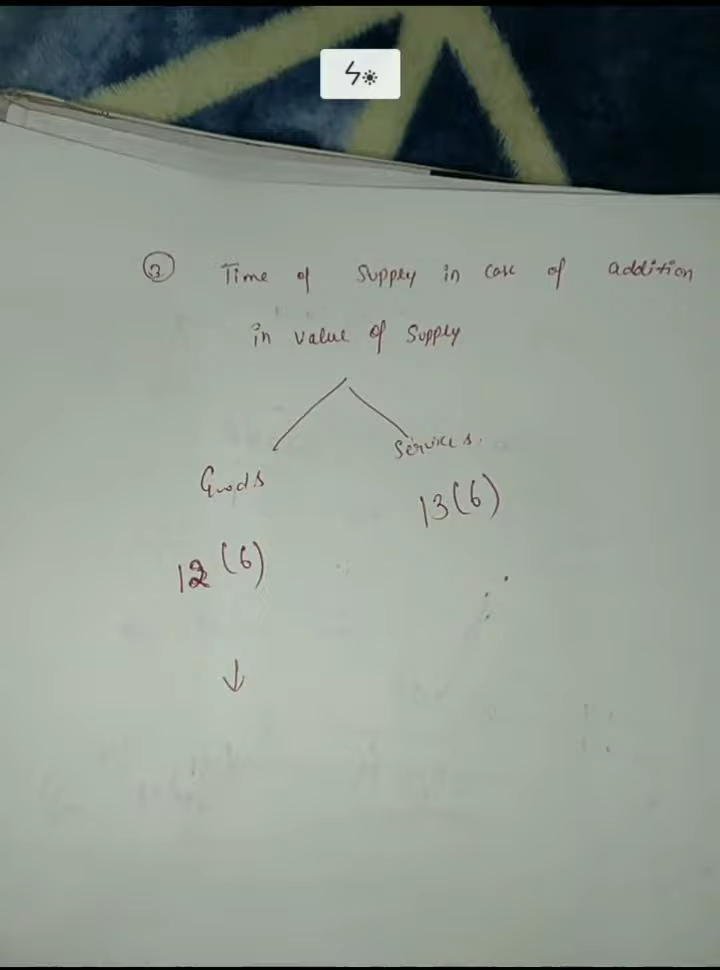 3 Time of Supply in case of addition
in value of Supply
Goods Services.
12(6) 13(6)